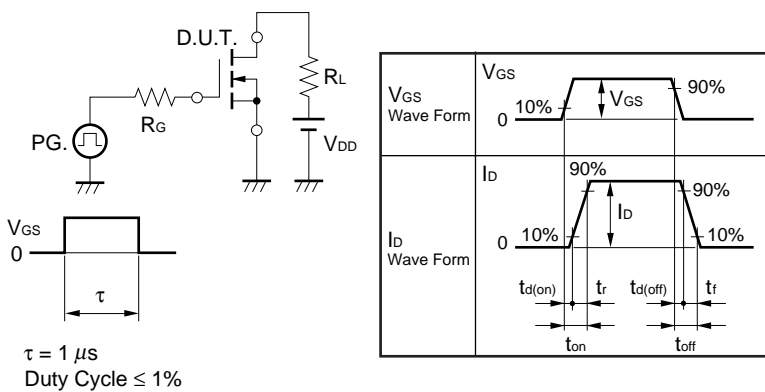 D.U.T.
RL
RG
PG.
VDD
VGS
0
τ
τ = 1 μs
Duty Cycle ≤ 1%
VGS
Wave Form
VGS
10%
VGS
90%
0
ID
Wave Form
ID
90%
90%
ID
10%
10%
0
td(on) tr td(off) tf
ton toff